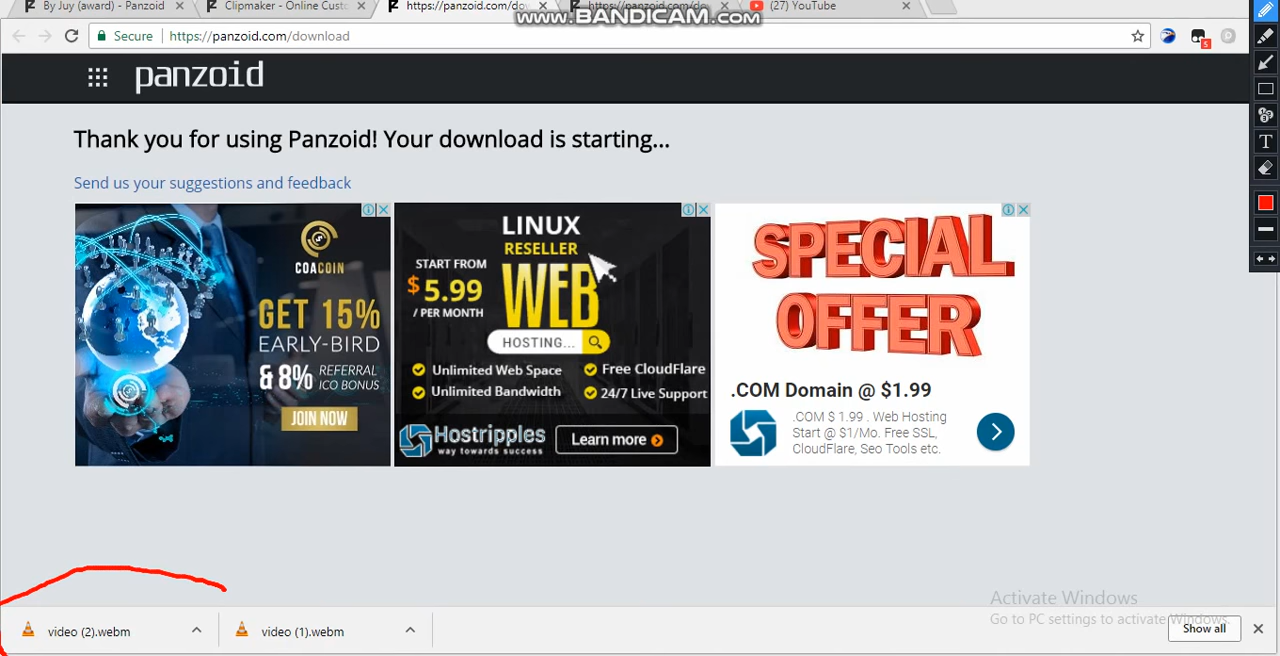 By Juy (award) - Panzoid
Clipmaker - Online Custo
https://panzoid.com/dow
https://panzoid.com/do
(27) YouTube
www.BANDICAM.com
Secure
https://panzoid.com/download
5
panzoid
Thank you for using Panzoid! Your download is starting...
Send us your suggestions and feedback
COACOIN
GET 15%
EARLY-BIRD
& 8% REFERRAL
ICO BONUS
JOIN NOW
LINUX
RESELLER
START FROM
$5.99
/ PER MONTH
WEB
HOSTING...
Unlimited Web Space
Free CloudFlare
Unlimited Bandwidth
24/7 Live Support
Hostripples
way towards success
Learn more
SPECIAL
OFFER
.COM Domain @ $1.99
.COM $ 1.99 . Web Hosting
Start @ $1/Mo. Free SSL,
CloudFlare, Seo Tools etc.
T
Activate Windows
Go to PC settings to activate Windows.
video (2).webm
video (1).webm
Show all